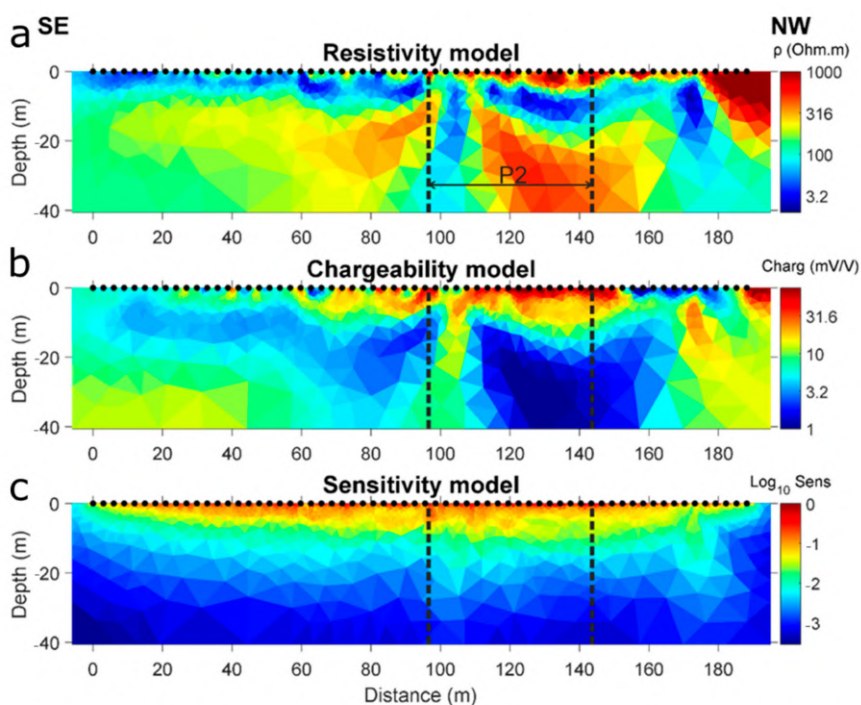 a SE NW
Resistivity model ρ (Ohm.m)
0 1000
-20 316
-40 100
3.2
Depth (m)
P2
0 20 40 60 80 100 120 140 160 180
b
Chargeability model Charg (mV/V)
0 31.6
-20 10
-40 3.2
1
Depth (m)
0 20 40 60 80 100 120 140 160 180
c
Sensitivity model Log10 Sens
0 0
-20 -1
-40 -2
-3
Depth (m)
0 20 40 60 80 100 120 140 160 180
Distance (m)